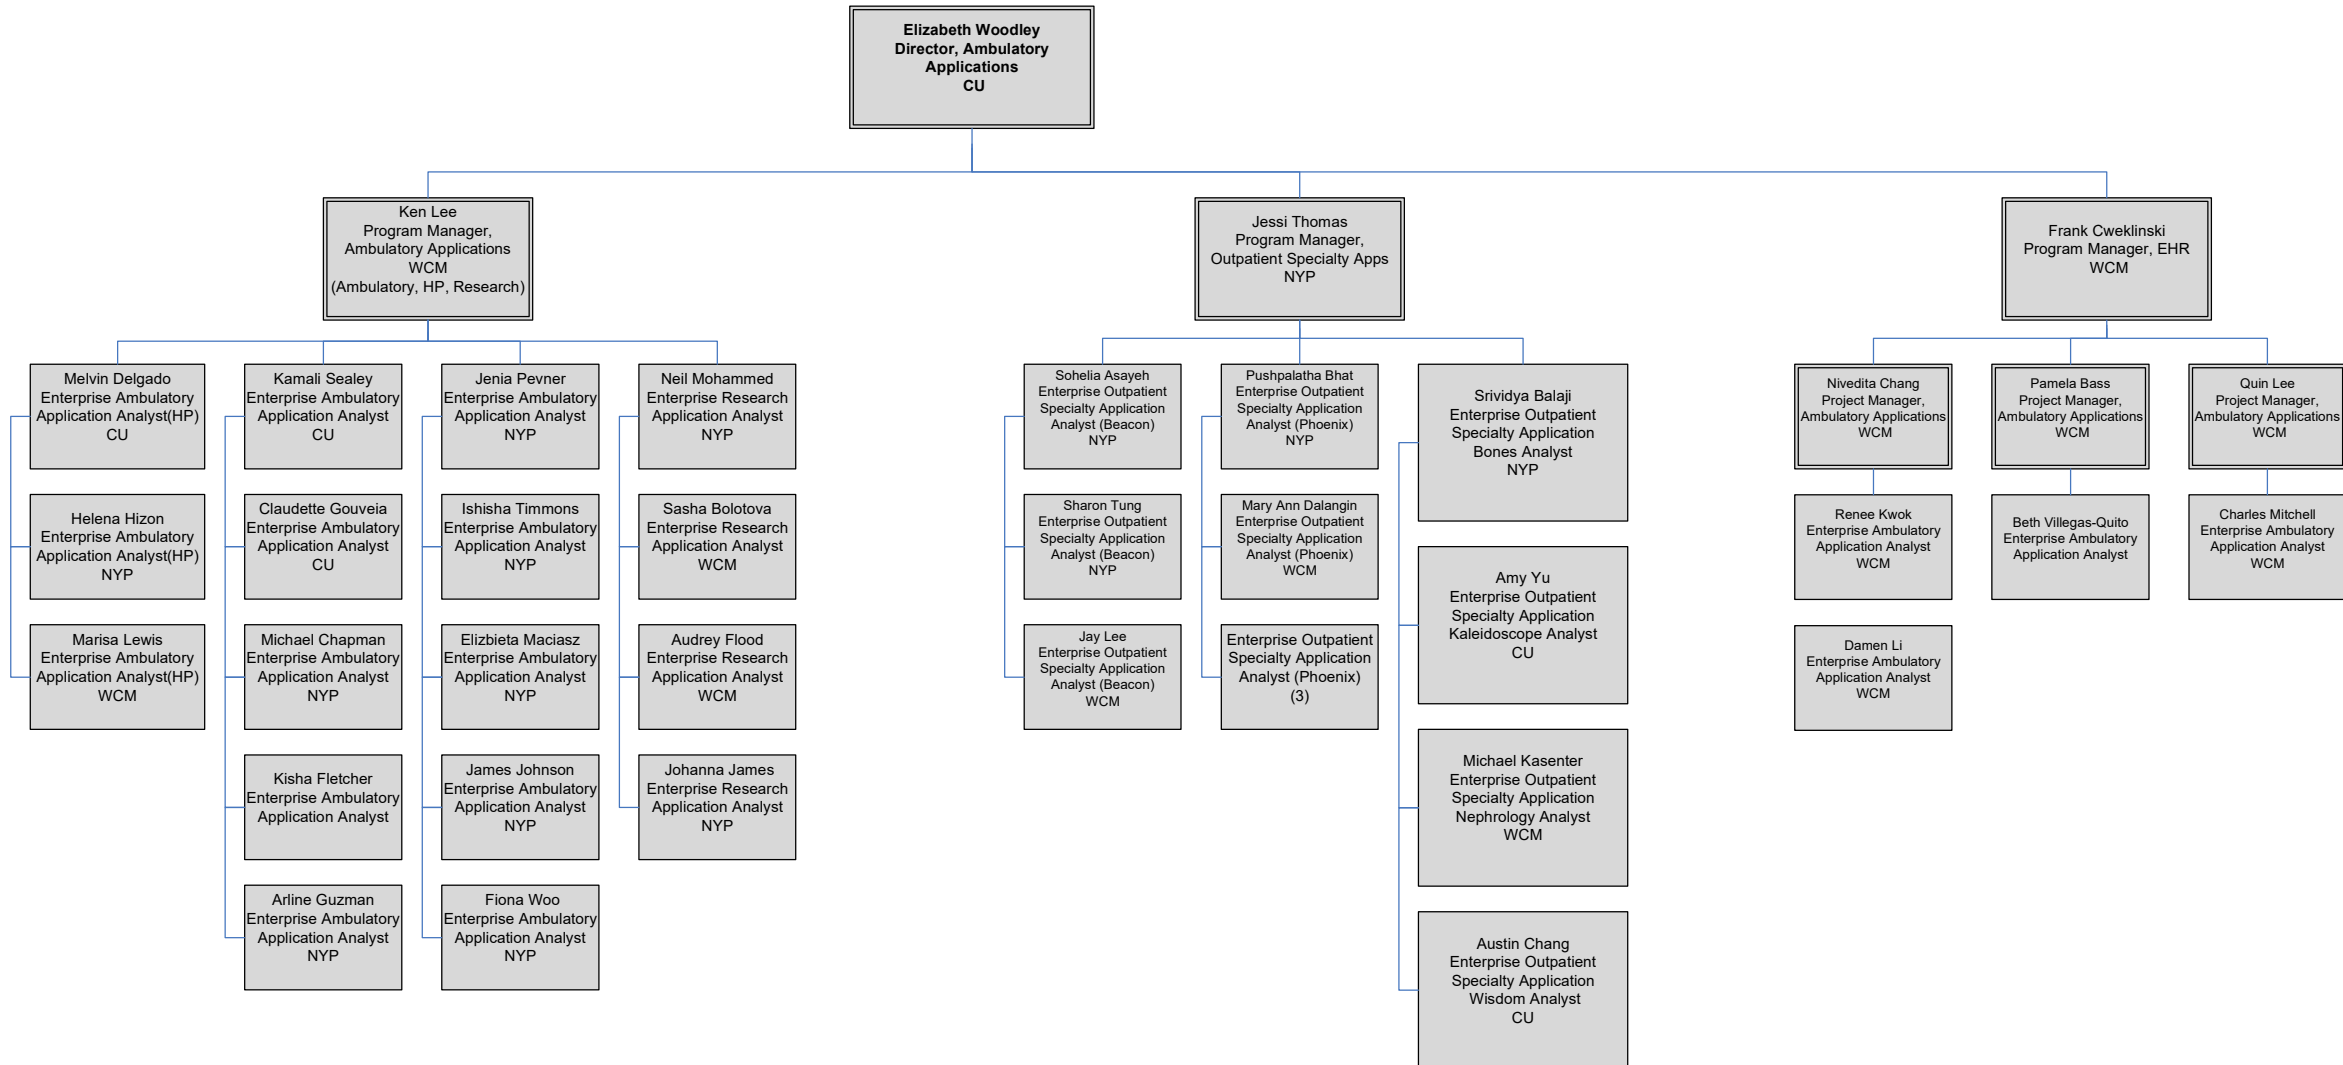 Elizabeth Woodley
Director, Ambulatory
Applications
CU
Ken Lee
Program Manager,
Ambulatory Applications
WCM
(Ambulatory, HP, Research)
Jessi Thomas
Program Manager,
Outpatient Specialty Apps
NYP
Frank Cweklinski
Program Manager, EHR
WCM
Melvin Delgado
Enterprise Ambulatory
Application Analyst(HP)
CU
Helena Hizon
Enterprise Ambulatory
Application Analyst(HP)
NYP
Marisa Lewis
Enterprise Ambulatory
Application Analyst(HP)
WCM
Kamali Sealey
Enterprise Ambulatory
Application Analyst
CU
Claudette Gouveia
Enterprise Ambulatory
Application Analyst
CU
Michael Chapman
Enterprise Ambulatory
Application Analyst
NYP
Kisha Fletcher
Enterprise Ambulatory
Application Analyst
Arline Guzman
Enterprise Ambulatory
Application Analyst
NYP
Jenia Pevner
Enterprise Ambulatory
Application Analyst
NYP
Ishisha Timmons
Enterprise Ambulatory
Application Analyst
NYP
Elizbieta Maciasz
Enterprise Ambulatory
Application Analyst
NYP
James Johnson
Enterprise Ambulatory
Application Analyst
NYP
Fiona Woo
Enterprise Ambulatory
Application Analyst
NYP
Neil Mohammed
Enterprise Research
Application Analyst
NYP
Sasha Bolotova
Enterprise Research
Application Analyst
WCM
Audrey Flood
Enterprise Research
Application Analyst
WCM
Johanna James
Enterprise Research
Application Analyst
NYP
Sohelia Asayeh
Enterprise Outpatient
Specialty Application
Analyst (Beacon)
NYP
Sharon Tung
Enterprise Outpatient
Specialty Application
Analyst (Beacon)
NYP
Jay Lee
Enterprise Outpatient
Specialty Application
Analyst (Beacon)
WCM
Pushpalatha Bhat
Enterprise Outpatient
Specialty Application
Analyst (Phoenix)
NYP
Mary Ann Dalangin
Enterprise Outpatient
Specialty Application
Analyst (Phoenix)
WCM
Enterprise Outpatient
Specialty Application
Analyst (Phoenix)
(3)
Srividya Balaji
Enterprise Outpatient
Specialty Application
Bones Analyst
NYP
Amy Yu
Enterprise Outpatient
Specialty Application
Kaleidoscope Analyst
CU
Michael Kasenter
Enterprise Outpatient
Specialty Application
Nephrology Analyst
WCM
Austin Chang
Enterprise Outpatient
Specialty Application
Wisdom Analyst
CU
Nivedita Chang
Project Manager,
Ambulatory Applications
WCM
Renee Kwok
Enterprise Ambulatory
Application Analyst
WCM
Damen Li
Enterprise Ambulatory
Application Analyst
WCM
Pamela Bass
Project Manager,
Ambulatory Applications
WCM
Beth Villegas-Quito
Enterprise Ambulatory
Application Analyst
Quin Lee
Project Manager,
Ambulatory Applications
WCM
Charles Mitchell
Enterprise Ambulatory
Application Analyst
WCM